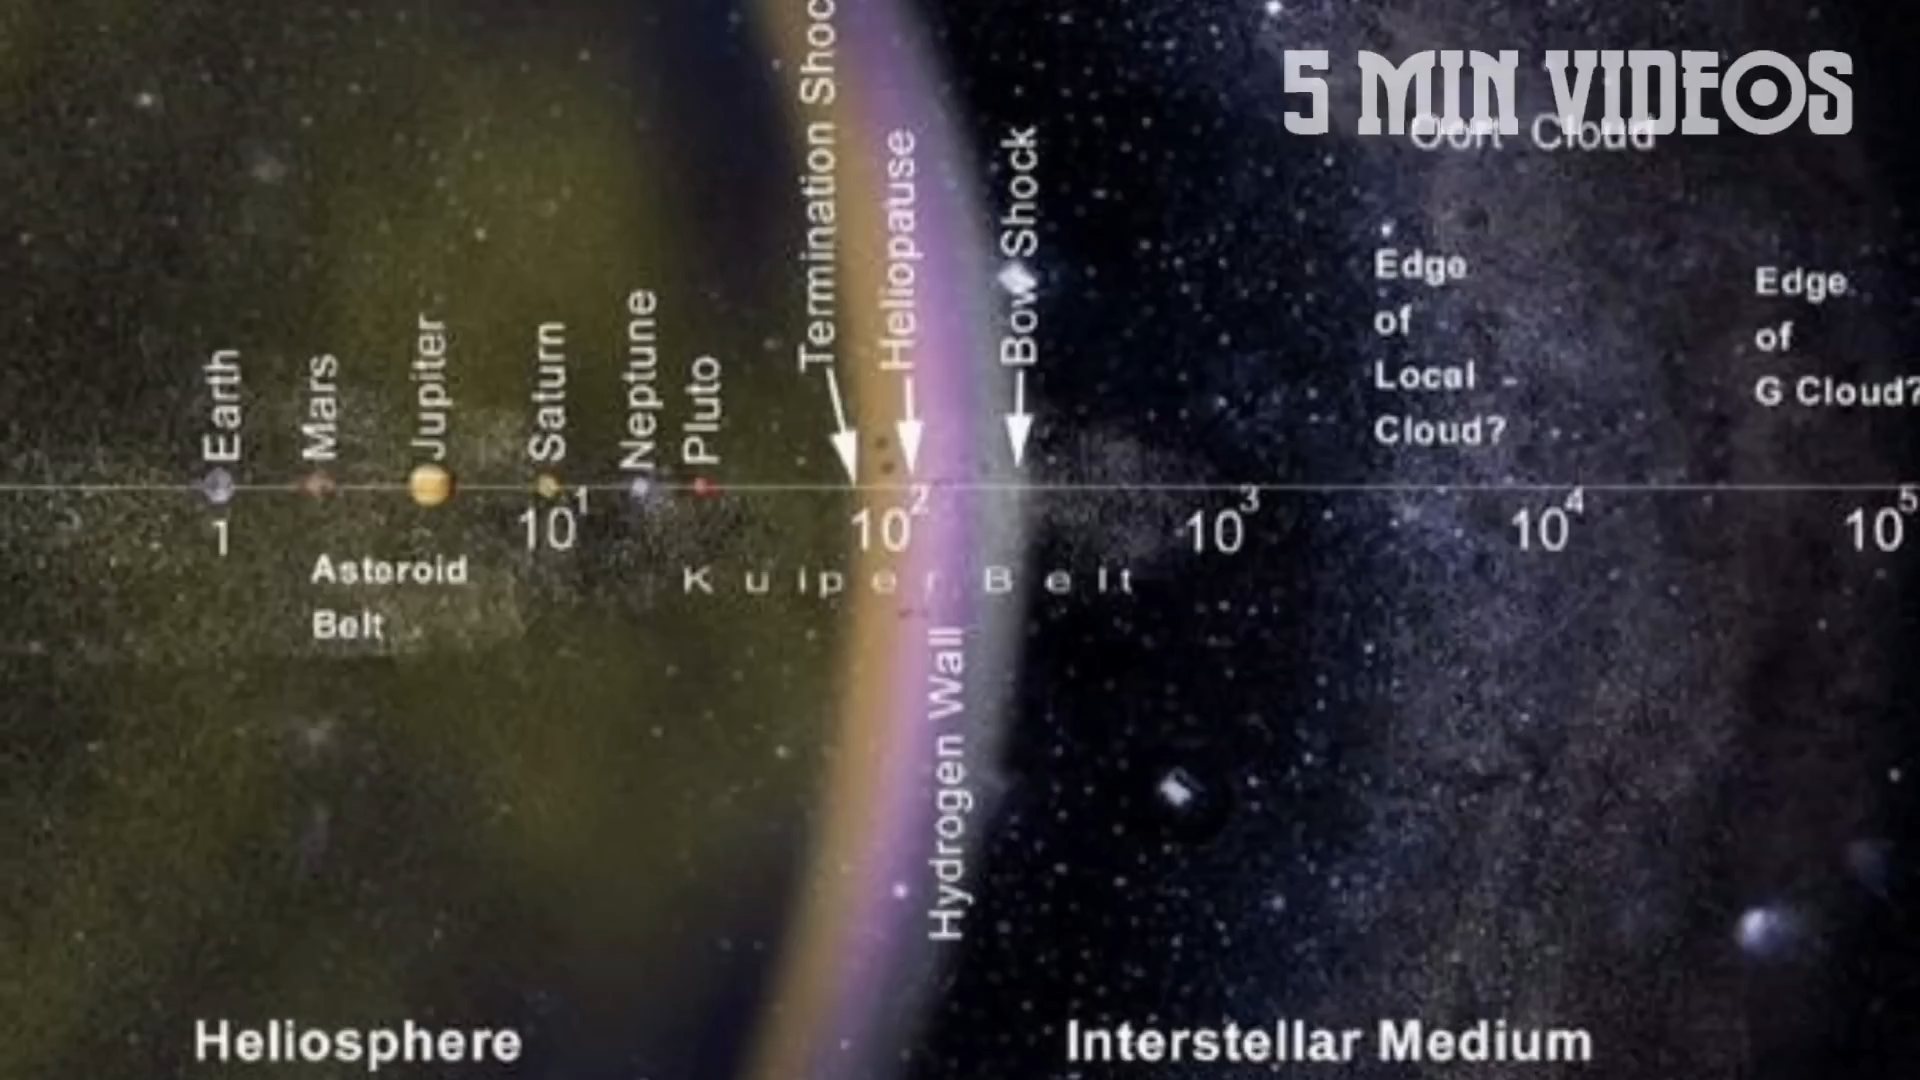 5 MIN VIDEOS
Oort Cloud
Termination Shoc
Heliopause
Bow Shock
Edge
of
Local
Cloud?
Edge
of
G Cloud?
Earth
Mars
Jupiter
Saturn
Neptune
Pluto
1
10¹
10²
10³
10⁴
10⁵
Asteroid
Belt
Kuiper Belt
Hydrogen Wall
Heliosphere
Interstellar Medium